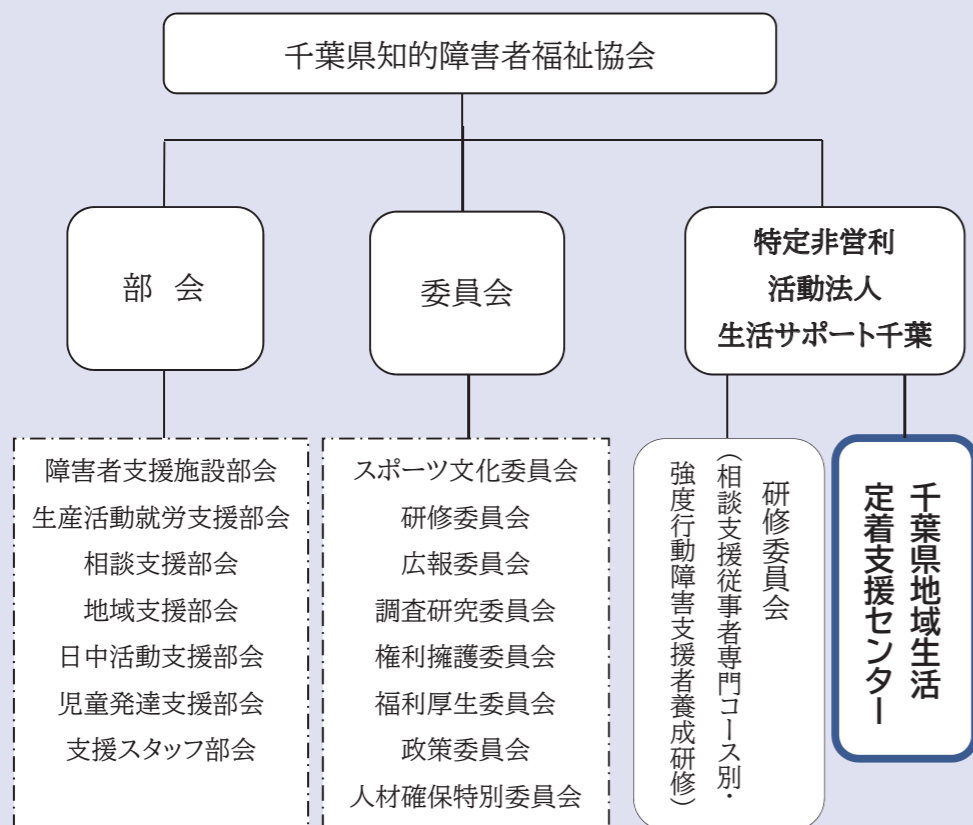 千葉県知的障害者福祉協会
部 会
委員会
特定非営利
活動法人
生活サポート千葉
障害者支援施設部会
生産活動就労支援部会
相談支援部会
地域支援部会
日中活動支援部会
児童発達支援部会
支援スタッフ部会
スポーツ文化委員会
研修委員会
広報委員会
調査研究委員会
権利擁護委員会
福利厚生委員会
政策委員会
人材確保特別委員会
研修委員会
（相談支援従事者専門コース別・
強度行動障害支援者養成研修）
千葉県地域生活
定着支援センター